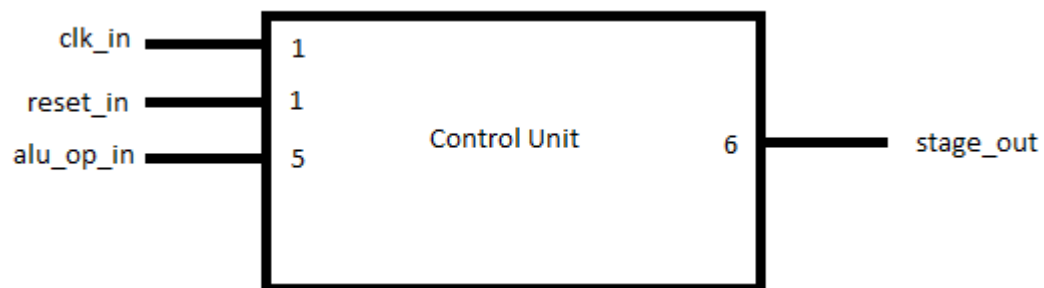 clk_in 1
reset_in 1
alu_op_in 5
Control Unit 6 stage_out